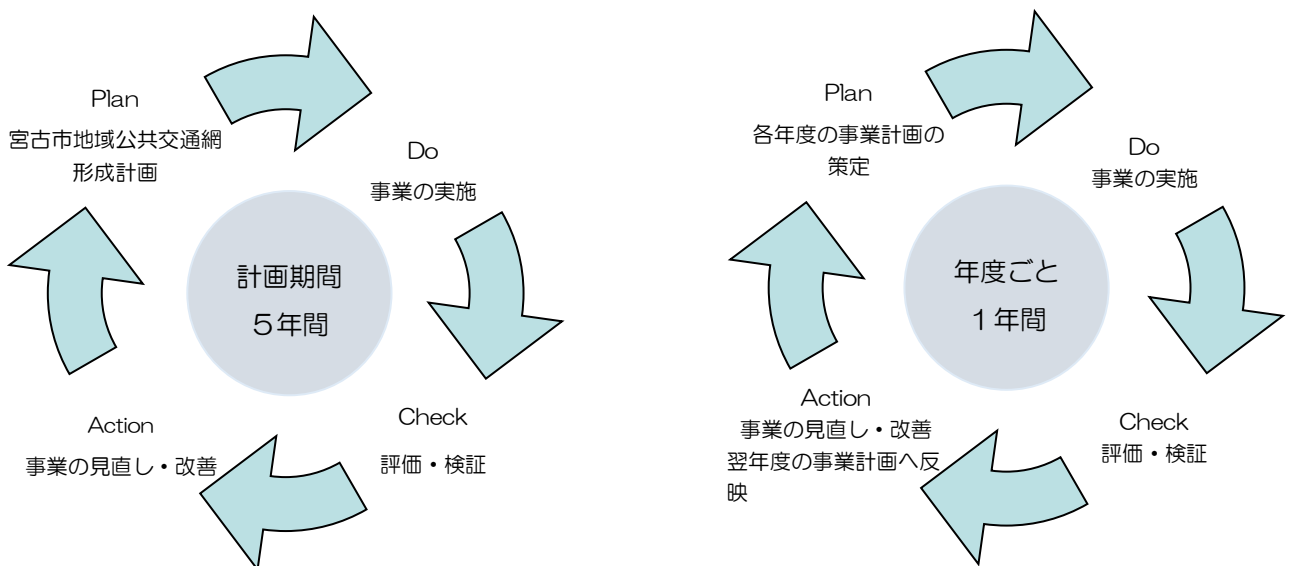 Plan
宮古市地域公共交通網
形成計画
Do
事業の実施
計画期間
５年間
Check
評価・検証
Action
事業の見直し・改善
Plan
各年度の事業計画の
策定
Do
事業の実施
年度ごと
１年間
Check
評価・検証
Action
事業の見直し・改善
翌年度の事業計画へ反
映